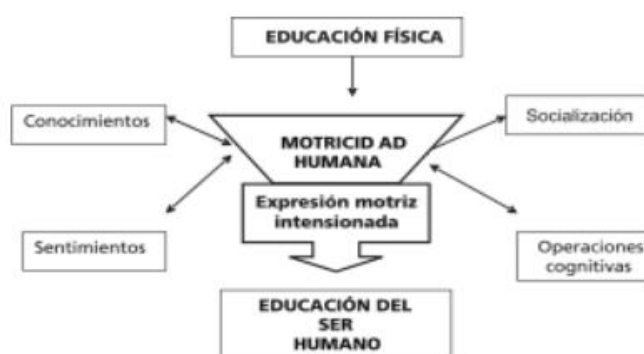 EDUCACIÓN FÍSICA
Conocimientos
Socialización
MOTRICID AD
HUMANA
Expresión motriz
intensionada
Sentimientos
Operaciones
cognitivas
EDUCACIÓN DEL
SER
HUMANO